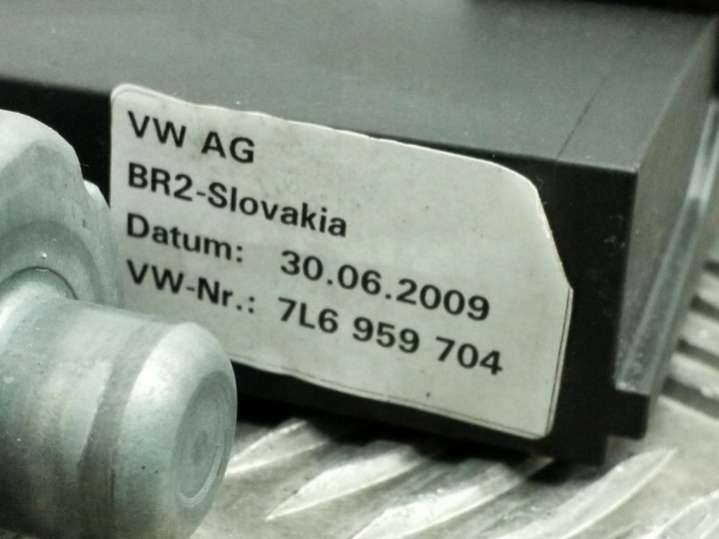 VW AG
BR2-Slovakia
Datum: 30.06.2009
VW-Nr.: 7L6 959 704